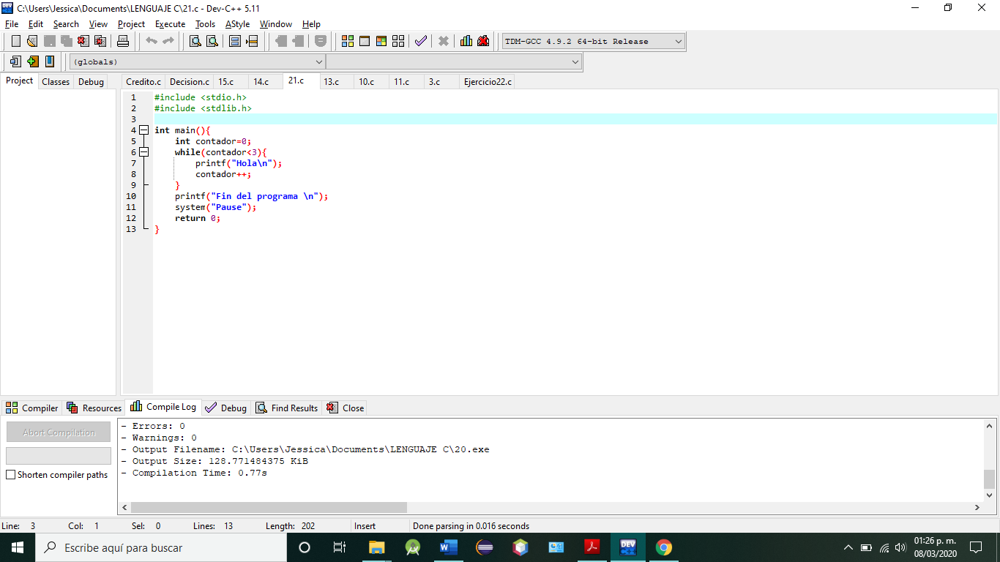 C:\Users\Jessica\Documents\LENGUAJE C\21.c - Dev-C++ 5.11
File Edit Search View Project Execute Tools AStyle Window Help
TDM-GCC 4.9.2 64-bit Release
(globals)
Project Classes Debug
Credito.c Decision.c 15.c 14.c 21.c 13.c 10.c 11.c 3.c Ejercicio22.c
1 #include <stdio.h>
2 #include <stdlib.h>
3
4 int main(){
5 int contador=0;
6 while(contador<3){
7 printf("Hola\n");
8 contador++;
9 }
10 printf("Fin del programa \n");
11 system("Pause");
12 return 0;
13 }
Compiler Resources Compile Log Debug Find Results Close
Abort Compilation
Shorten compiler paths
- Errors: 0
- Warnings: 0
- Output Filename: C:\Users\Jessica\Documents\LENGUAJE C\20.exe
- Output Size: 128.771484375 KiB
- Compilation Time: 0.77s
Line: 3 Col: 1 Sel: 0 Lines: 13 Length: 202 Insert Done parsing in 0.016 seconds
Escribe aquí para buscar
01:26 p. m.
08/03/2020